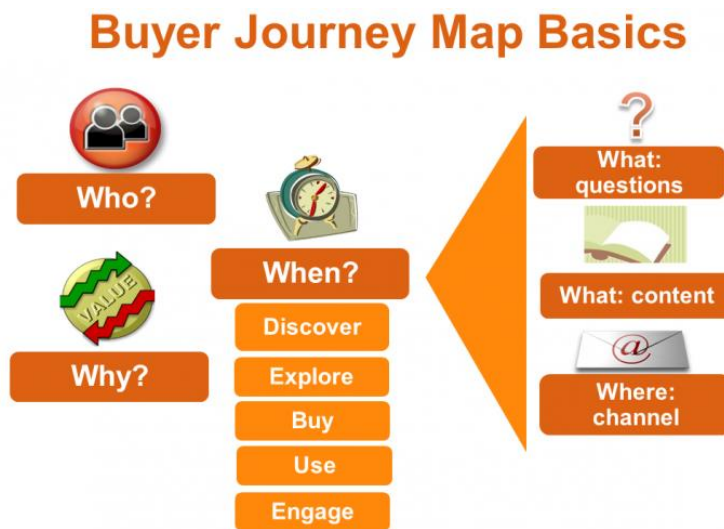 Buyer Journey Map Basics
Who?
VALUE
Why?
When?
Discover
Explore
Buy
Use
Engage
?
What:
questions
What: content
@
Where:
channel